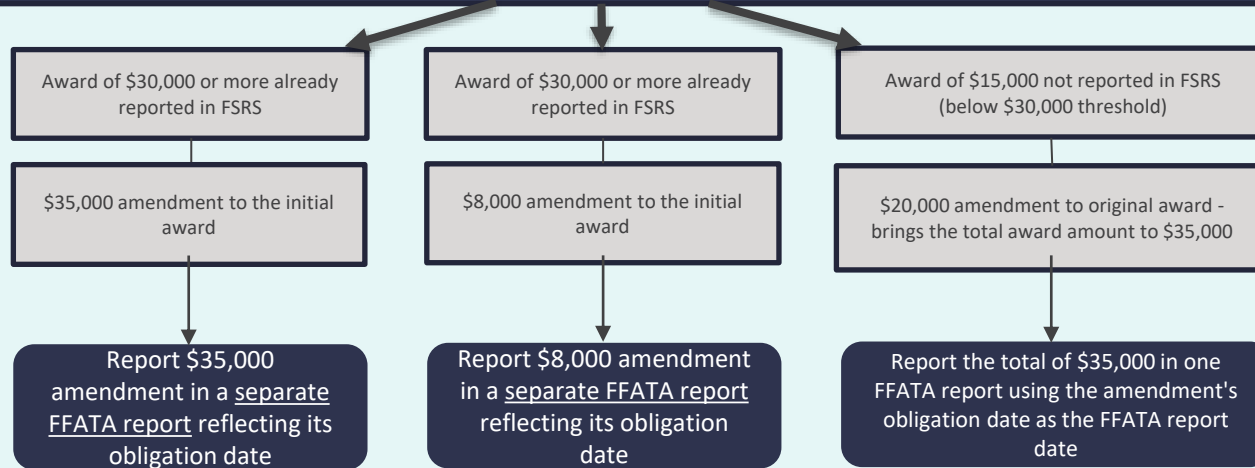 Award of $30,000 or more already
reported in FSRS
$35,000 amendment to the initial
award
Report $35,000
amendment in a separate
FFATA report reflecting its
obligation date
Award of $30,000 or more already
reported in FSRS
$8,000 amendment to the initial
award
Report $8,000 amendment
in a separate FFATA report
reflecting its obligation
date
Award of $15,000 not reported in FSRS
(below $30,000 threshold)
$20,000 amendment to original award -
brings the total award amount to $35,000
Report the total of $35,000 in one
FFATA report using the amendment's
obligation date as the FFATA report
date